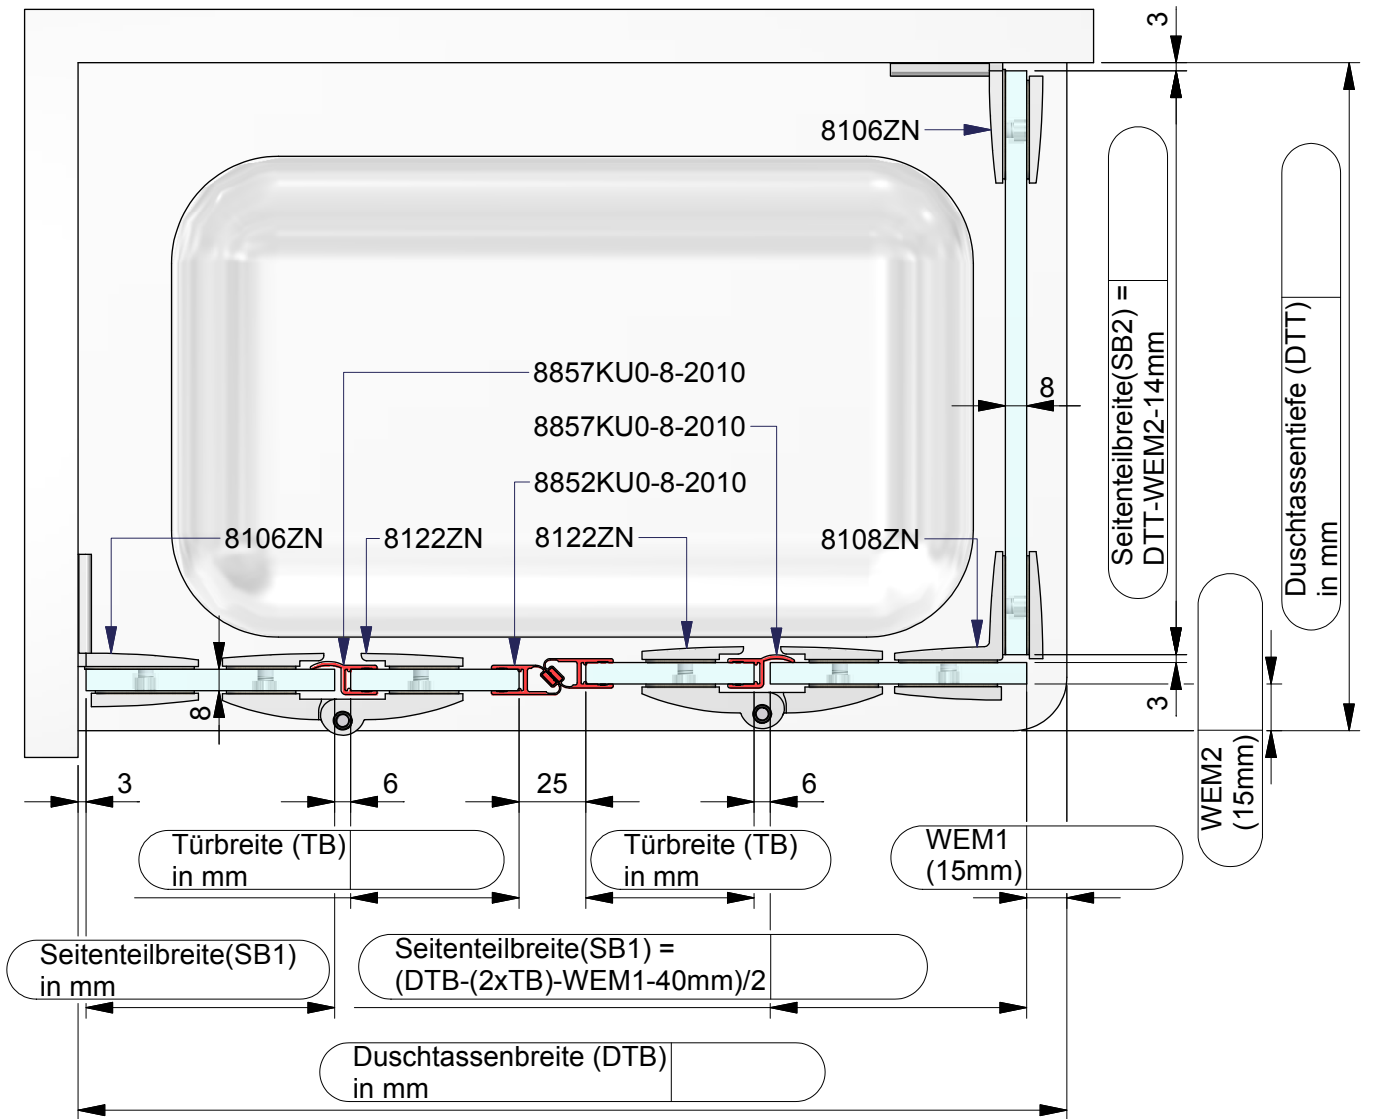 3
8106ZN
Seitenteilbreite(SB2) =
DTT-WEM2-14mm
Duschtassentiefe (DTT)
in mm
8
8857KU0-8-2010
8857KU0-8-2010
8852KU0-8-2010
8106ZN
8122ZN
8122ZN
8108ZN
8
3
WEM2
(15mm)
3
6
25
6
Türbreite (TB)
in mm
Türbreite (TB)
in mm
WEM1
(15mm)
Seitenteilbreite(SB1)
in mm
Seitenteilbreite(SB1) =
(DTB-(2xTB)-WEM1-40mm)/2
Duschtassenbreite (DTB)
in mm